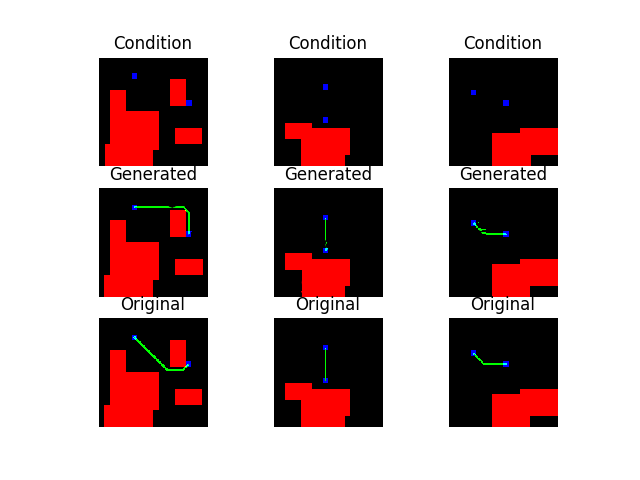 Condition
Condition
Condition
Generated
Generated
Generated
Original
Original
Original